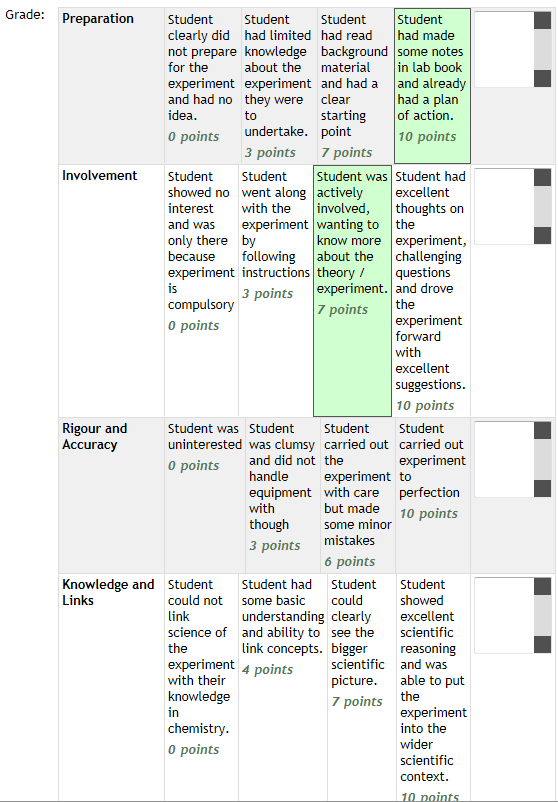 Grade:
Preparation
Student
clearly did
not prepare
for the
experiment
and had no
idea.
0 points
Student
had limited
knowledge
about the
experiment
they were
to
undertake.
3 points
Student
had read
background
material
and had a
clear
starting
point
7 points
Student
had made
some notes
in lab book
and already
had a plan
of action.
10 points
Involvement
Student
showed no
interest
and was
only there
because
experiment
is
compulsory
0 points
Student
went along
with the
experiment
by
following
instructions
3 points
Student was
actively
involved,
wanting to
know more
about the
theory /
experiment.
7 points
Student had
excellent
thoughts on
the
experiment,
challenging
questions
and drove
the
experiment
forward
with
excellent
suggestions.
10 points
Rigour and
Accuracy
Student was
uninterested
0 points
Student
was clumsy
and did not
handle
equipment
with
though
3 points
Student
carried out
the
experiment
with care
but made
some minor
mistakes
6 points
Student
carried out
experiment
to
perfection
10 points
Knowledge and
Links
Student
could not
link
science of
the
experiment
with their
knowledge
in
chemistry.
0 points
Student had
some basic
understanding
and ability to
link concepts.
4 points
Student
could
clearly
see the
bigger
scientific
picture.
7 points
Student
showed
excellent
scientific
reasoning
and was
able to put
the
experiment
into the
wider
scientific
context.
10 points